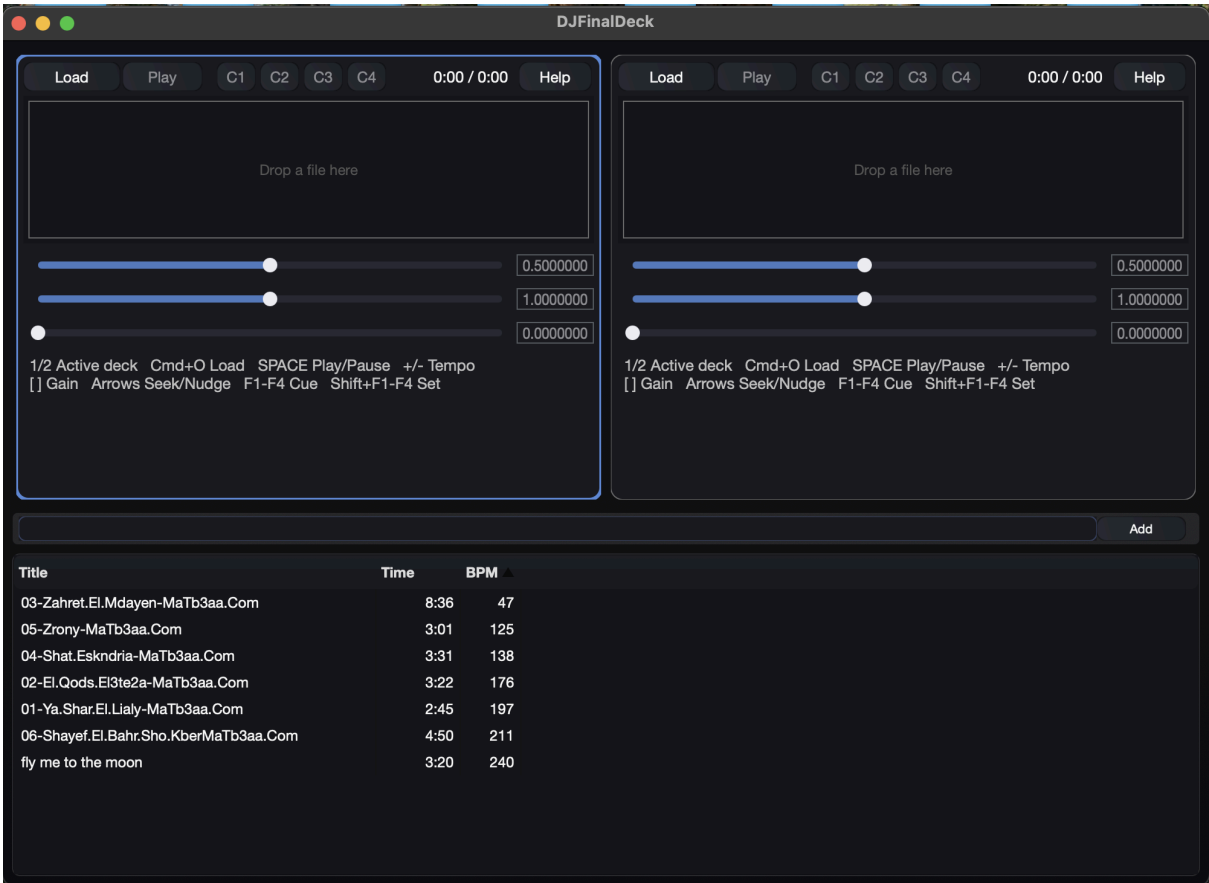 DJFinalDeck
Load Play C1 C2 C3 C4 0:00 / 0:00 Help
Drop a file here
0.5000000
1.0000000
0.0000000
1/2 Active deck Cmd+O Load SPACE Play/Pause +/- Tempo
[ ] Gain Arrows Seek/Nudge F1-F4 Cue Shift+F1-F4 Set
Load Play C1 C2 C3 C4 0:00 / 0:00 Help
Drop a file here
0.5000000
1.0000000
0.0000000
1/2 Active deck Cmd+O Load SPACE Play/Pause +/- Tempo
[ ] Gain Arrows Seek/Nudge F1-F4 Cue Shift+F1-F4 Set
Add
Title Time BPM
03-Zahret.El.Mdayen-MaTb3aa.Com 8:36 47
05-Zrony-MaTb3aa.Com 3:01 125
04-Shat.Eskndria-MaTb3aa.Com 3:31 138
02-El.Qods.El3te2a-MaTb3aa.Com 3:22 176
01-Ya.Shar.El.Lialy-MaTb3aa.Com 2:45 197
06-Shayef.El.Bahr.Sho.KberMaTb3aa.Com 4:50 211
fly me to the moon 3:20 240